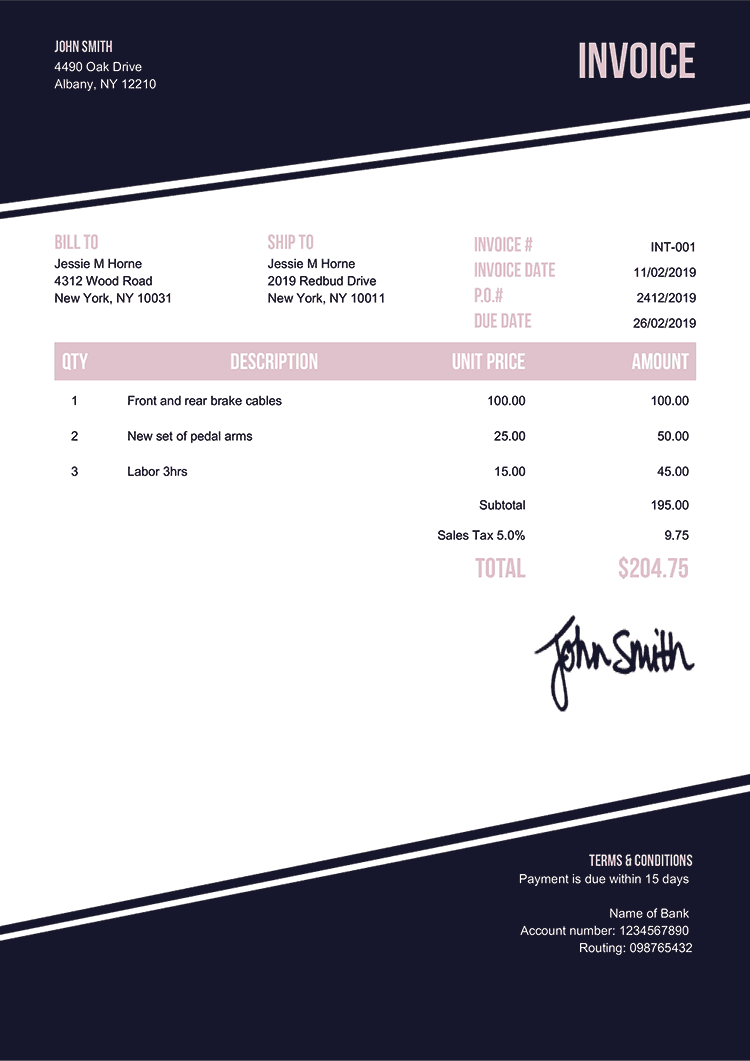 JOHN SMITH
4490 Oak Drive
Albany, NY 12210
INVOICE
BILL TO
Jessie M Horne
4312 Wood Road
New York, NY 10031
SHIP TO
Jessie M Horne
2019 Redbud Drive
New York, NY 10011
INVOICE # INT-001
INVOICE DATE 11/02/2019
P.O.# 2412/2019
DUE DATE 26/02/2019
QTY DESCRIPTION UNIT PRICE AMOUNT
1 Front and rear brake cables 100.00 100.00
2 New set of pedal arms 25.00 50.00
3 Labor 3hrs 15.00 45.00
Subtotal 195.00
Sales Tax 5.0% 9.75
TOTAL $204.75
John Smith
TERMS & CONDITIONS
Payment is due within 15 days
Name of Bank
Account number: 1234567890
Routing: 098765432